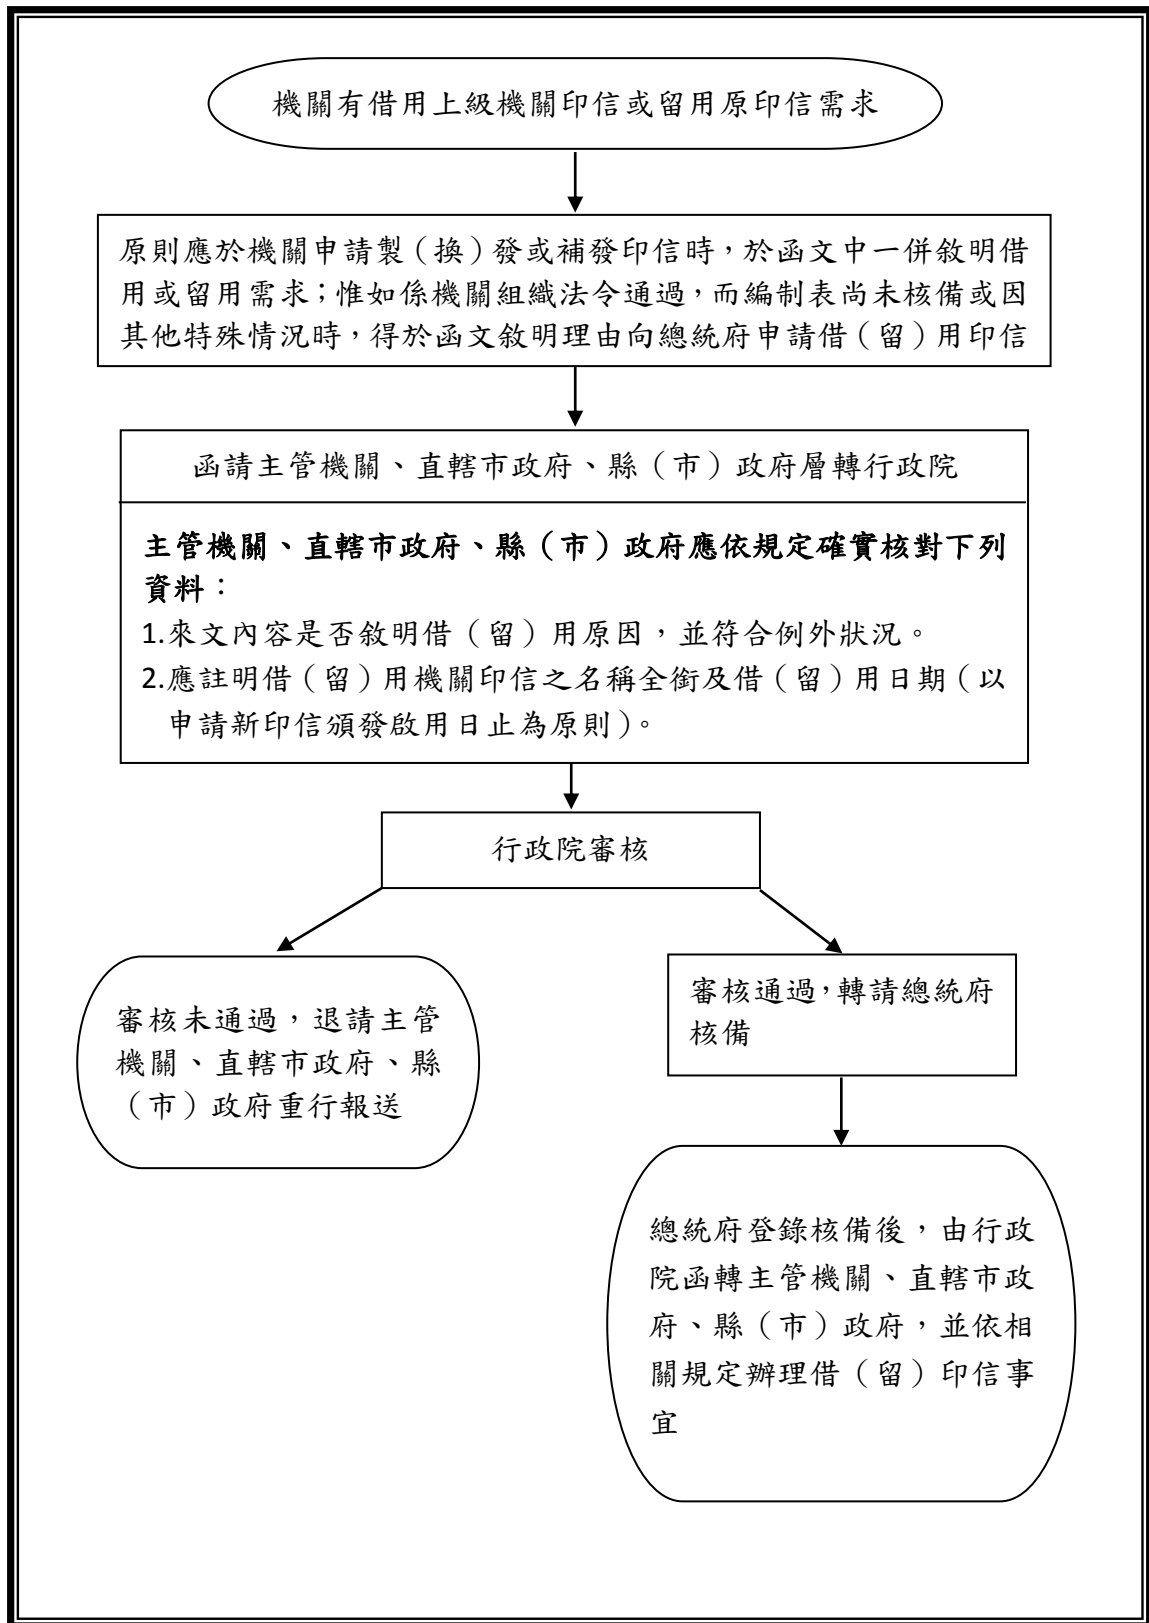 機關有借用上級機關印信或留用原印信需求
原則應於機關申請製（換）發或補發印信時，於函文中一併敘明借
用或留用需求；惟如係機關組織法令通過，而編制表尚未核備或因
其他特殊情況時，得於函文敘明理由向總統府申請借（留）用印信
函請主管機關、直轄市政府、縣（市）政府層轉行政院
主管機關、直轄市政府、縣（市）政府應依規定確實核對下列
資料：
1.來文內容是否敘明借（留）用原因，並符合例外狀況。
2.應註明借（留）用機關印信之名稱全銜及借（留）用日期（以
申請新印信頒發啟用日止為原則）。
行政院審核
審核未通過，退請主管
機關、直轄市政府、縣
（市）政府重行報送
審核通過，轉請總統府
核備
總統府登錄核備後，由行政
院函轉主管機關、直轄市政
府、縣（市）政府，並依相
關規定辦理借（留）印信事
宜